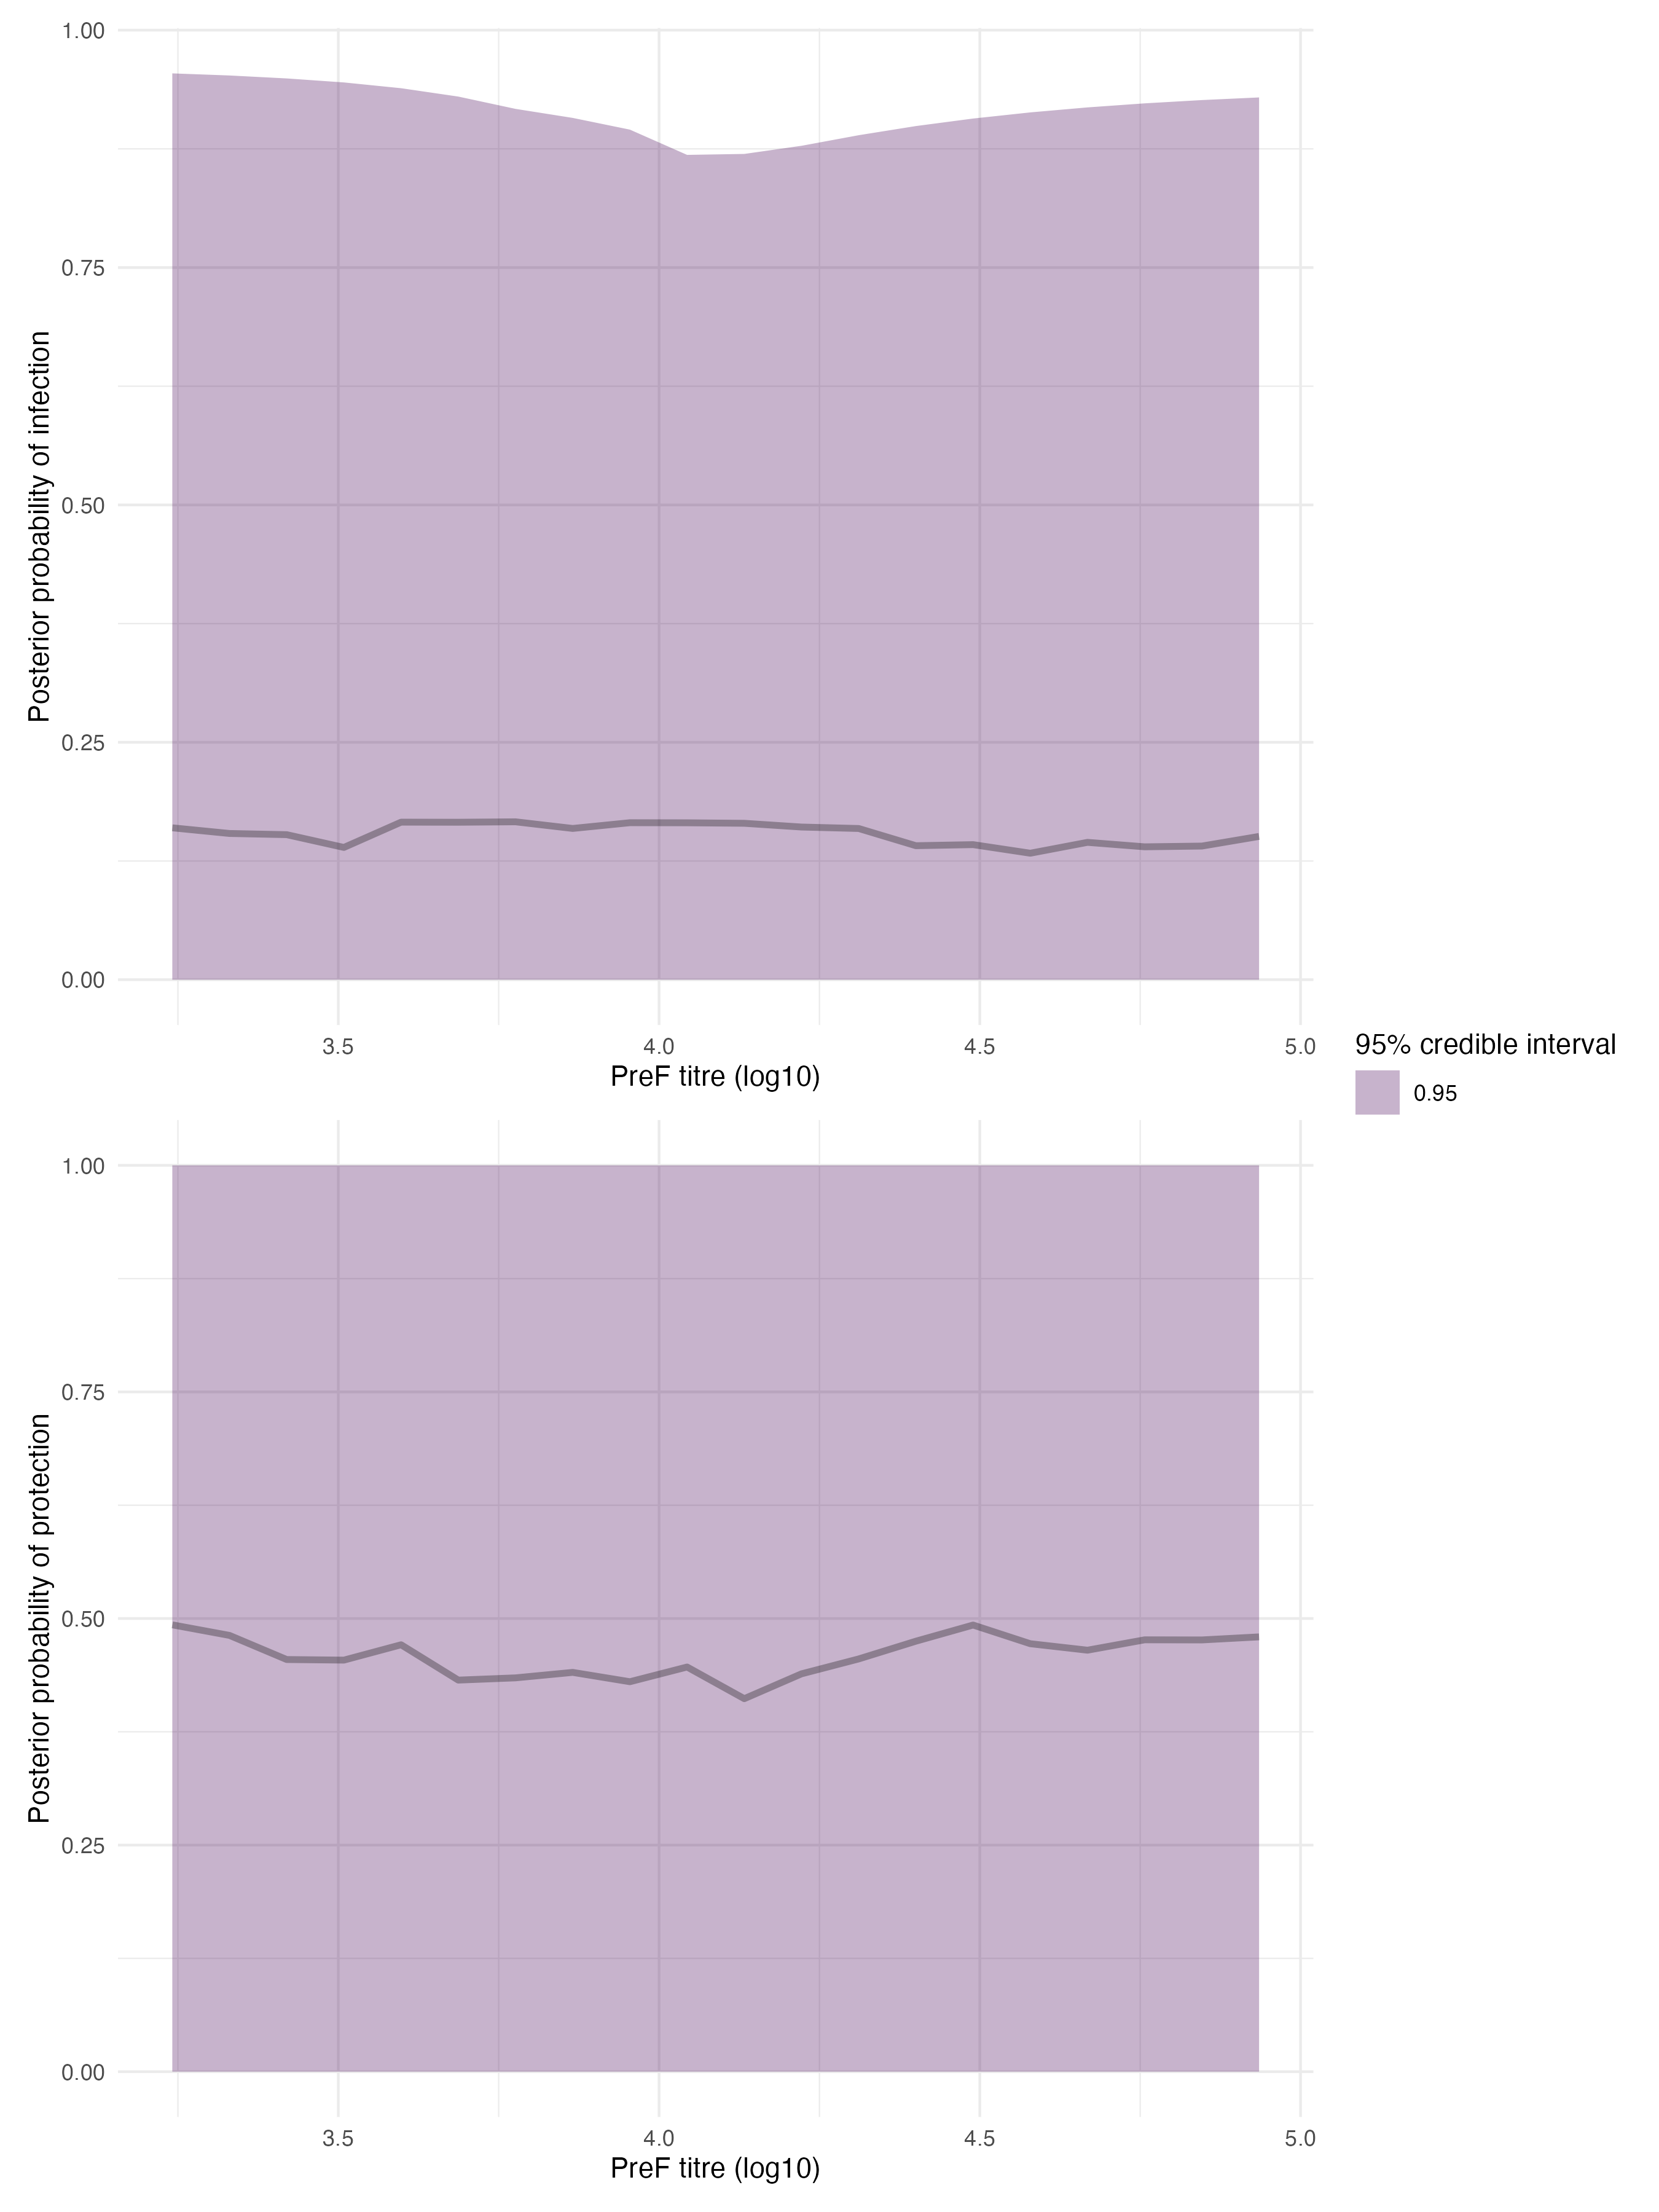 1.00
0.75
0.50
0.25
0.00
Posterior probability of infection
3.5 4.0 4.5 5.0
PreF titre (log10)
95% credible interval
0.95
1.00
0.75
0.50
0.25
0.00
Posterior probability of protection
3.5 4.0 4.5 5.0
PreF titre (log10)